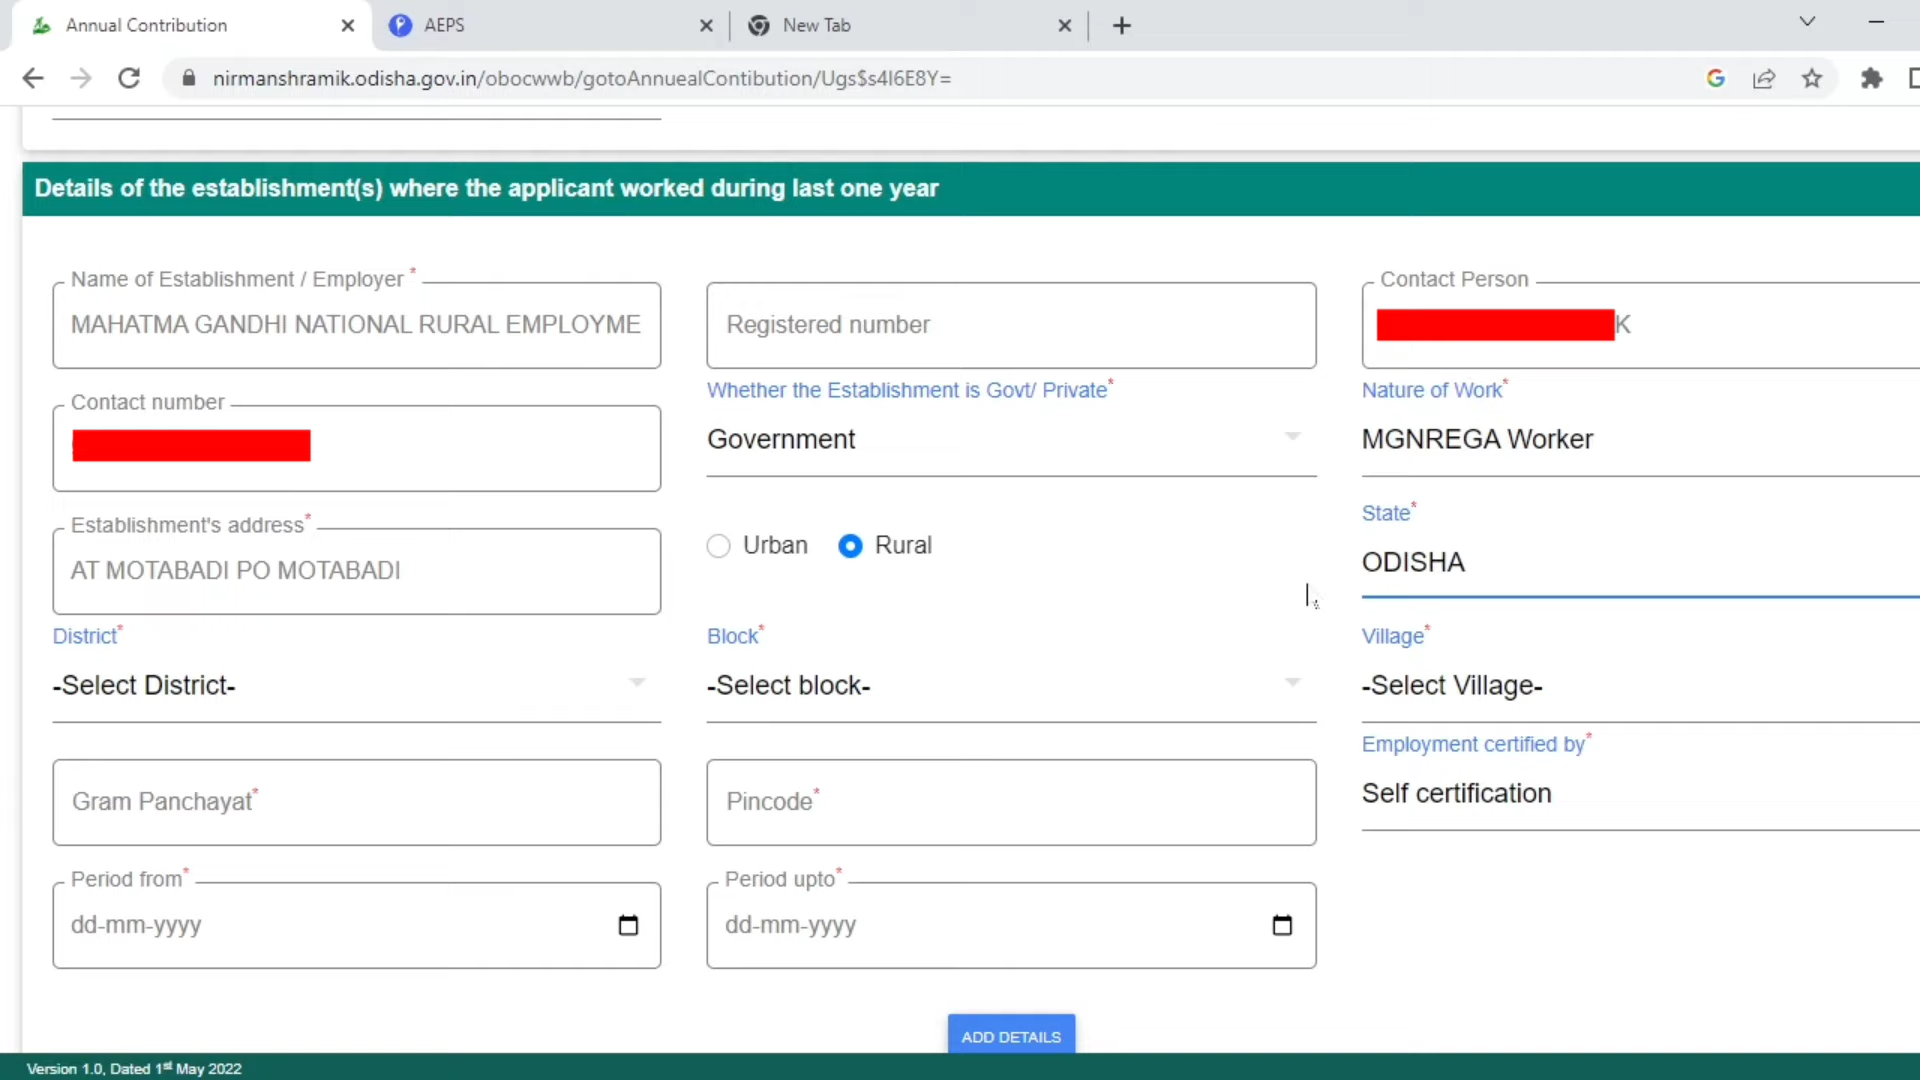 Annual Contribution
AEPS
New Tab
nirmanshramik.odisha.gov.in/obocwwb/gotoAnnuealContibution/Ugs$s4I6E8Y=
Details of the establishment(s) where the applicant worked during last one year
Name of Establishment / Employer *
MAHATMA GANDHI NATIONAL RURAL EMPLOYME
Registered number
Contact Person
K
Contact number
Whether the Establishment is Govt/ Private*
Government
Nature of Work*
MGNREGA Worker
Establishment's address*
AT MOTABADI PO MOTABADI
Urban
Rural
State*
ODISHA
District*
-Select District-
Block*
-Select block-
Village*
-Select Village-
Gram Panchayat*
Pincode*
Employment certified by*
Self certification
Period from*
dd-mm-yyyy
Period upto*
dd-mm-yyyy
ADD DETAILS
Version 1.0, Dated 1st May 2022